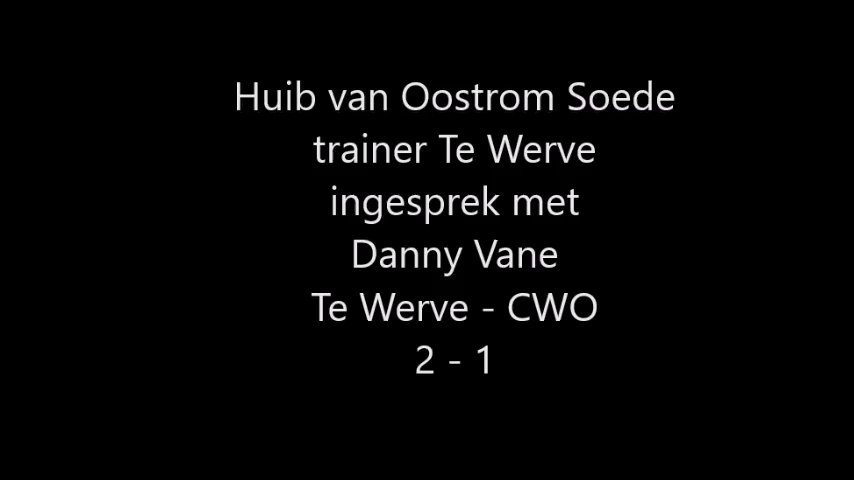 Huib van Oostrom Soede
trainer Te Werve
ingesprek met
Danny Vane
Te Werve - CWO
2 - 1